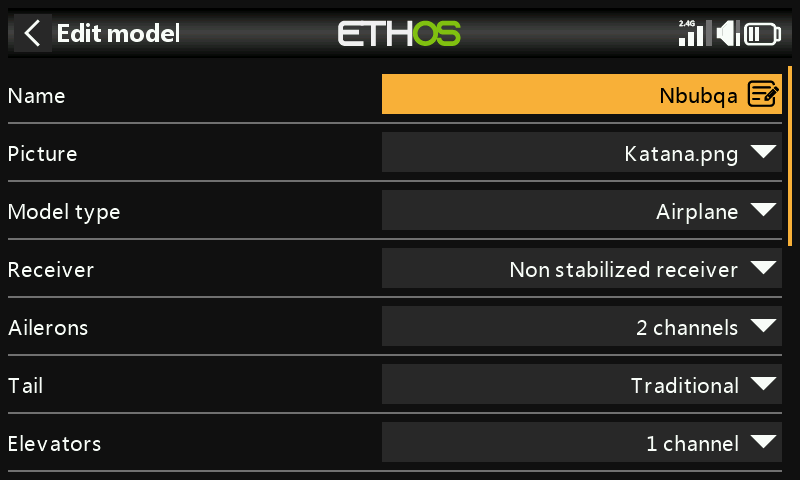 Edit model
ETHOS
2.4G
Name
Nbubqa
Picture
Katana.png
Model type
Airplane
Receiver
Non stabilized receiver
Ailerons
2 channels
Tail
Traditional
Elevators
1 channel